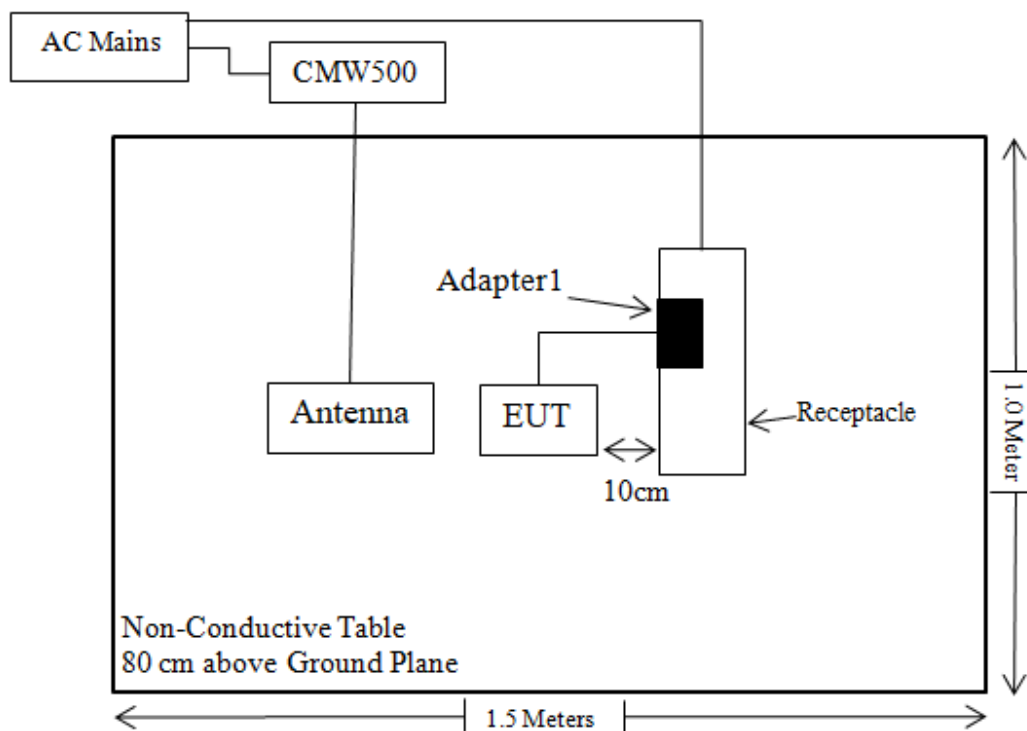 AC Mains
CMW500
Adapter1
Antenna
EUT
Receptacle
10cm
1.0 Meter
Non-Conductive Table
80 cm above Ground Plane
1.5 Meters